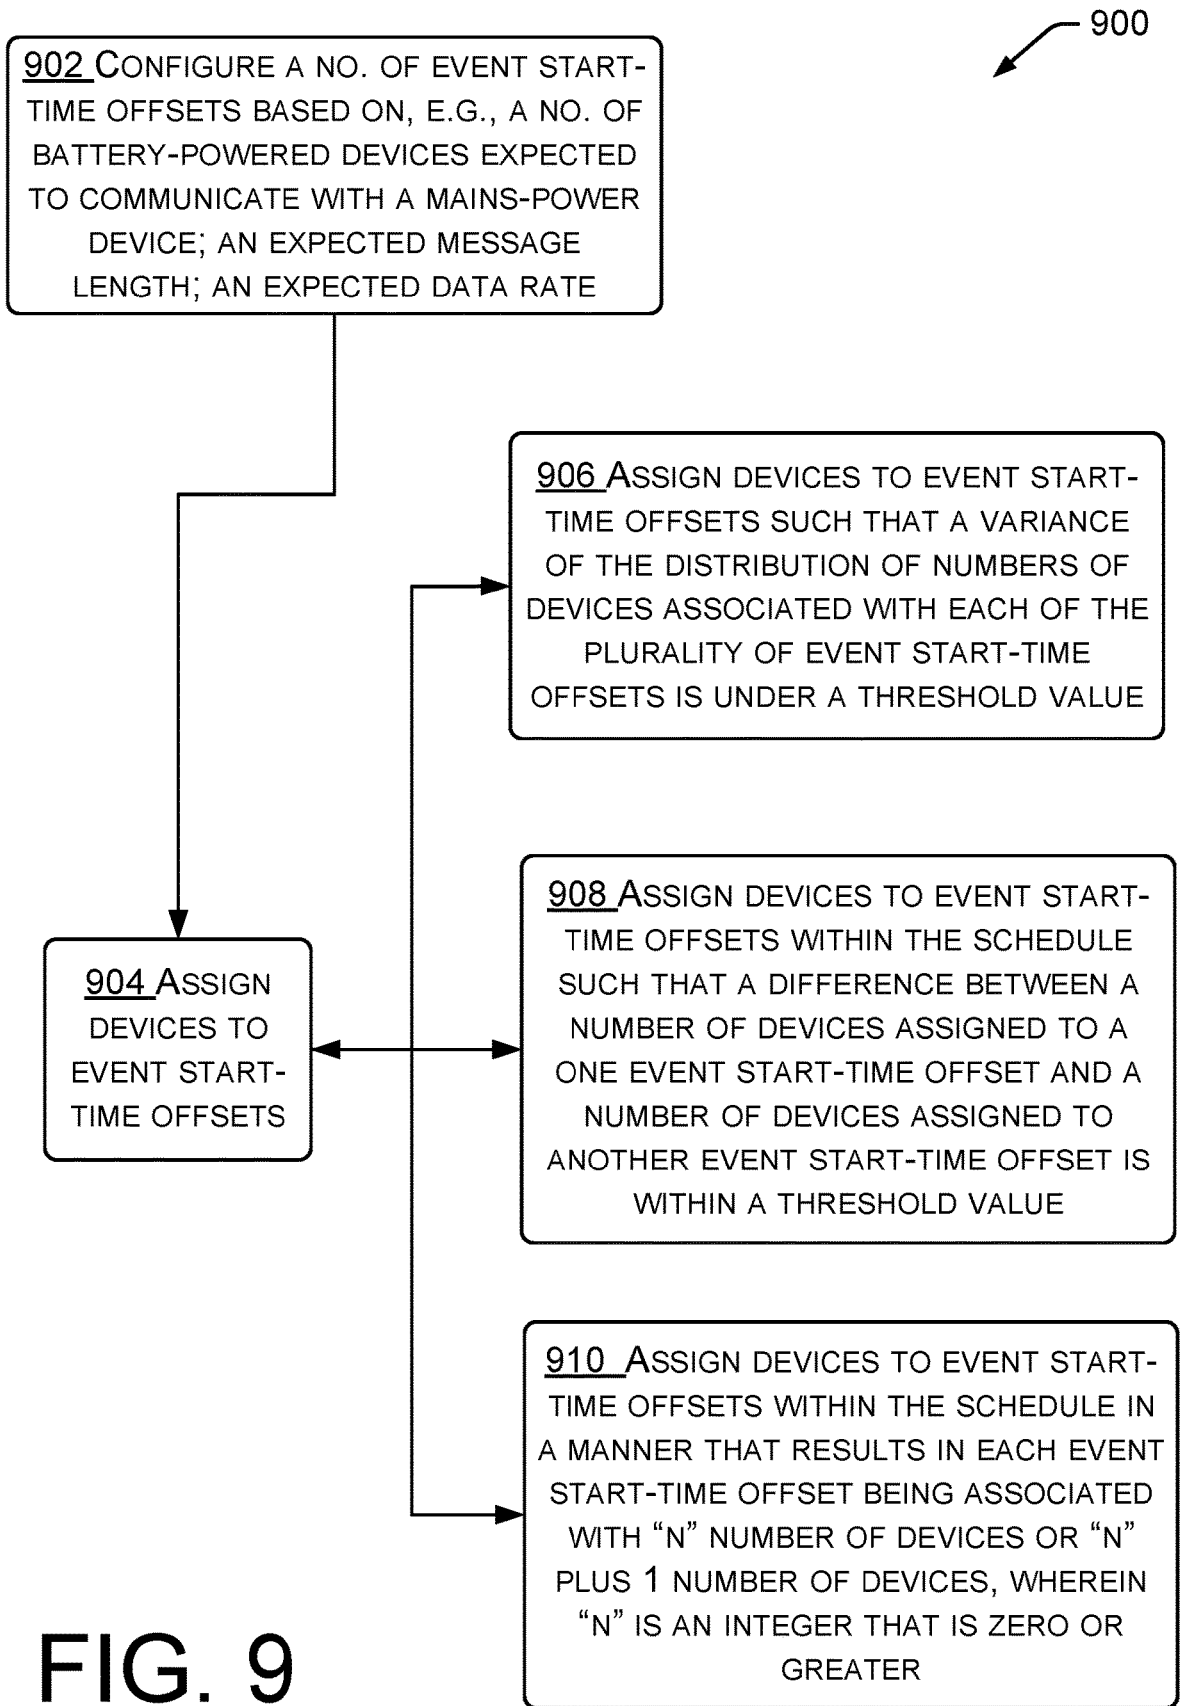 900
902 CONFIGURE A NO. OF EVENT START-
TIME OFFSETS BASED ON, E.G., A NO. OF
BATTERY-POWERED DEVICES EXPECTED
TO COMMUNICATE WITH A MAINS-POWER
DEVICE; AN EXPECTED MESSAGE
LENGTH; AN EXPECTED DATA RATE
906 ASSIGN DEVICES TO EVENT START-
TIME OFFSETS SUCH THAT A VARIANCE
OF THE DISTRIBUTION OF NUMBERS OF
DEVICES ASSOCIATED WITH EACH OF THE
PLURALITY OF EVENT START-TIME
OFFSETS IS UNDER A THRESHOLD VALUE
904 ASSIGN
DEVICES TO
EVENT START-
TIME OFFSETS
908 ASSIGN DEVICES TO EVENT START-
TIME OFFSETS WITHIN THE SCHEDULE
SUCH THAT A DIFFERENCE BETWEEN A
NUMBER OF DEVICES ASSIGNED TO A
ONE EVENT START-TIME OFFSET AND A
NUMBER OF DEVICES ASSIGNED TO
ANOTHER EVENT START-TIME OFFSET IS
WITHIN A THRESHOLD VALUE
910 ASSIGN DEVICES TO EVENT START-
TIME OFFSETS WITHIN THE SCHEDULE IN
A MANNER THAT RESULTS IN EACH EVENT
START-TIME OFFSET BEING ASSOCIATED
WITH “N” NUMBER OF DEVICES OR “N”
PLUS 1 NUMBER OF DEVICES, WHEREIN
“N” IS AN INTEGER THAT IS ZERO OR
GREATER
FIG. 9